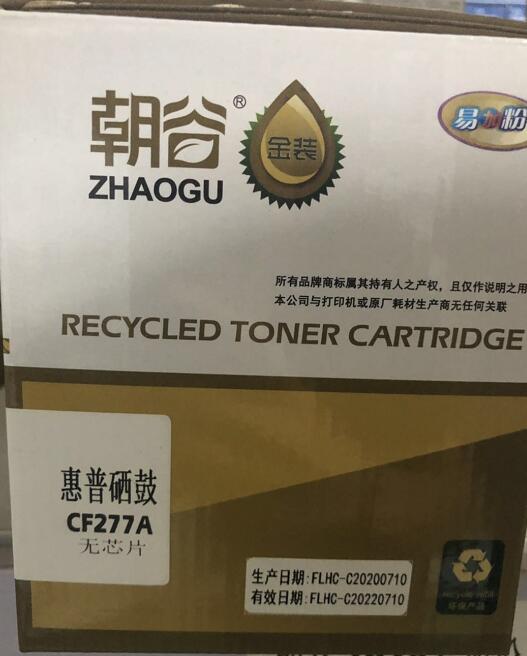 朝谷®
ZHAOGU
金装
易加粉
所有品牌商标属其持有人之产权，且仅作说明之用
本公司与打印机或原厂耗材生产商无任何关联
RECYCLED TONER CARTRIDGE
惠普硒鼓
CF277A
无芯片
生产日期:FLHC-C20200710
有效日期:FLHC-C20220710
recycle refill
环保产品